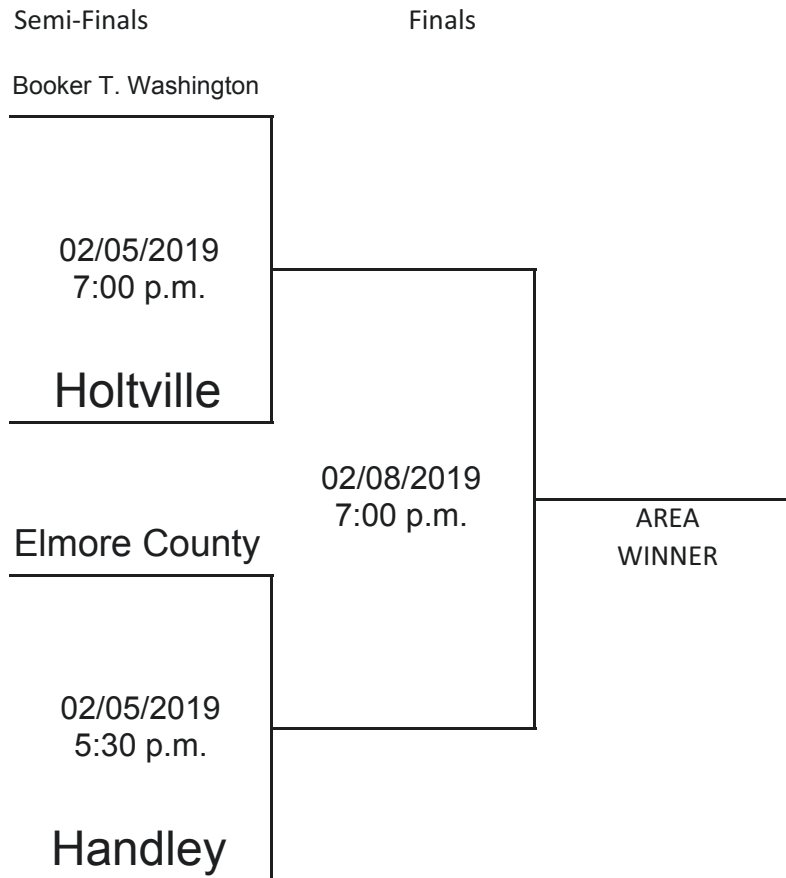 Semi-Finals
Finals
Booker T. Washington
02/05/2019
7:00 p.m.
Holtville
02/08/2019
7:00 p.m.
AREA
WINNER
Elmore County
02/05/2019
5:30 p.m.
Handley